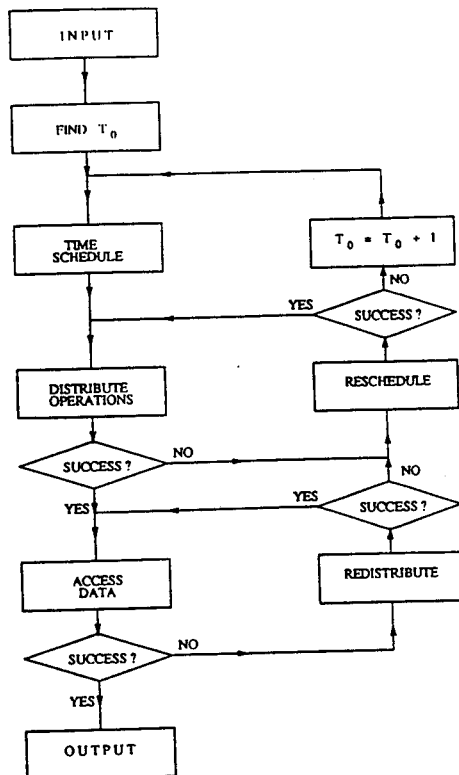 INPUT
FIND T₀
TIME
SCHEDULE
T₀ = T₀ + 1
NO
YES
SUCCESS ?
DISTRIBUTE
OPERATIONS
RESCHEDULE
SUCCESS ?
NO
NO
YES
YES
SUCCESS ?
ACCESS
DATA
REDISTRIBUTE
SUCCESS ?
NO
YES
OUTPUT